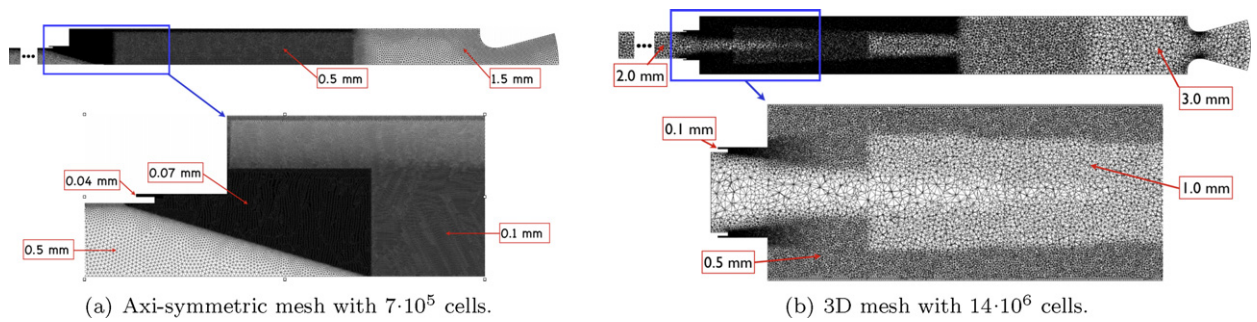 0.5 mm
1.5 mm
0.04 mm
0.07 mm
0.5 mm
0.1 mm
(a) Axi-symmetric mesh with 7·10⁵ cells.
2.0 mm
3.0 mm
0.1 mm
1.0 mm
0.5 mm
(b) 3D mesh with 14·10⁶ cells.